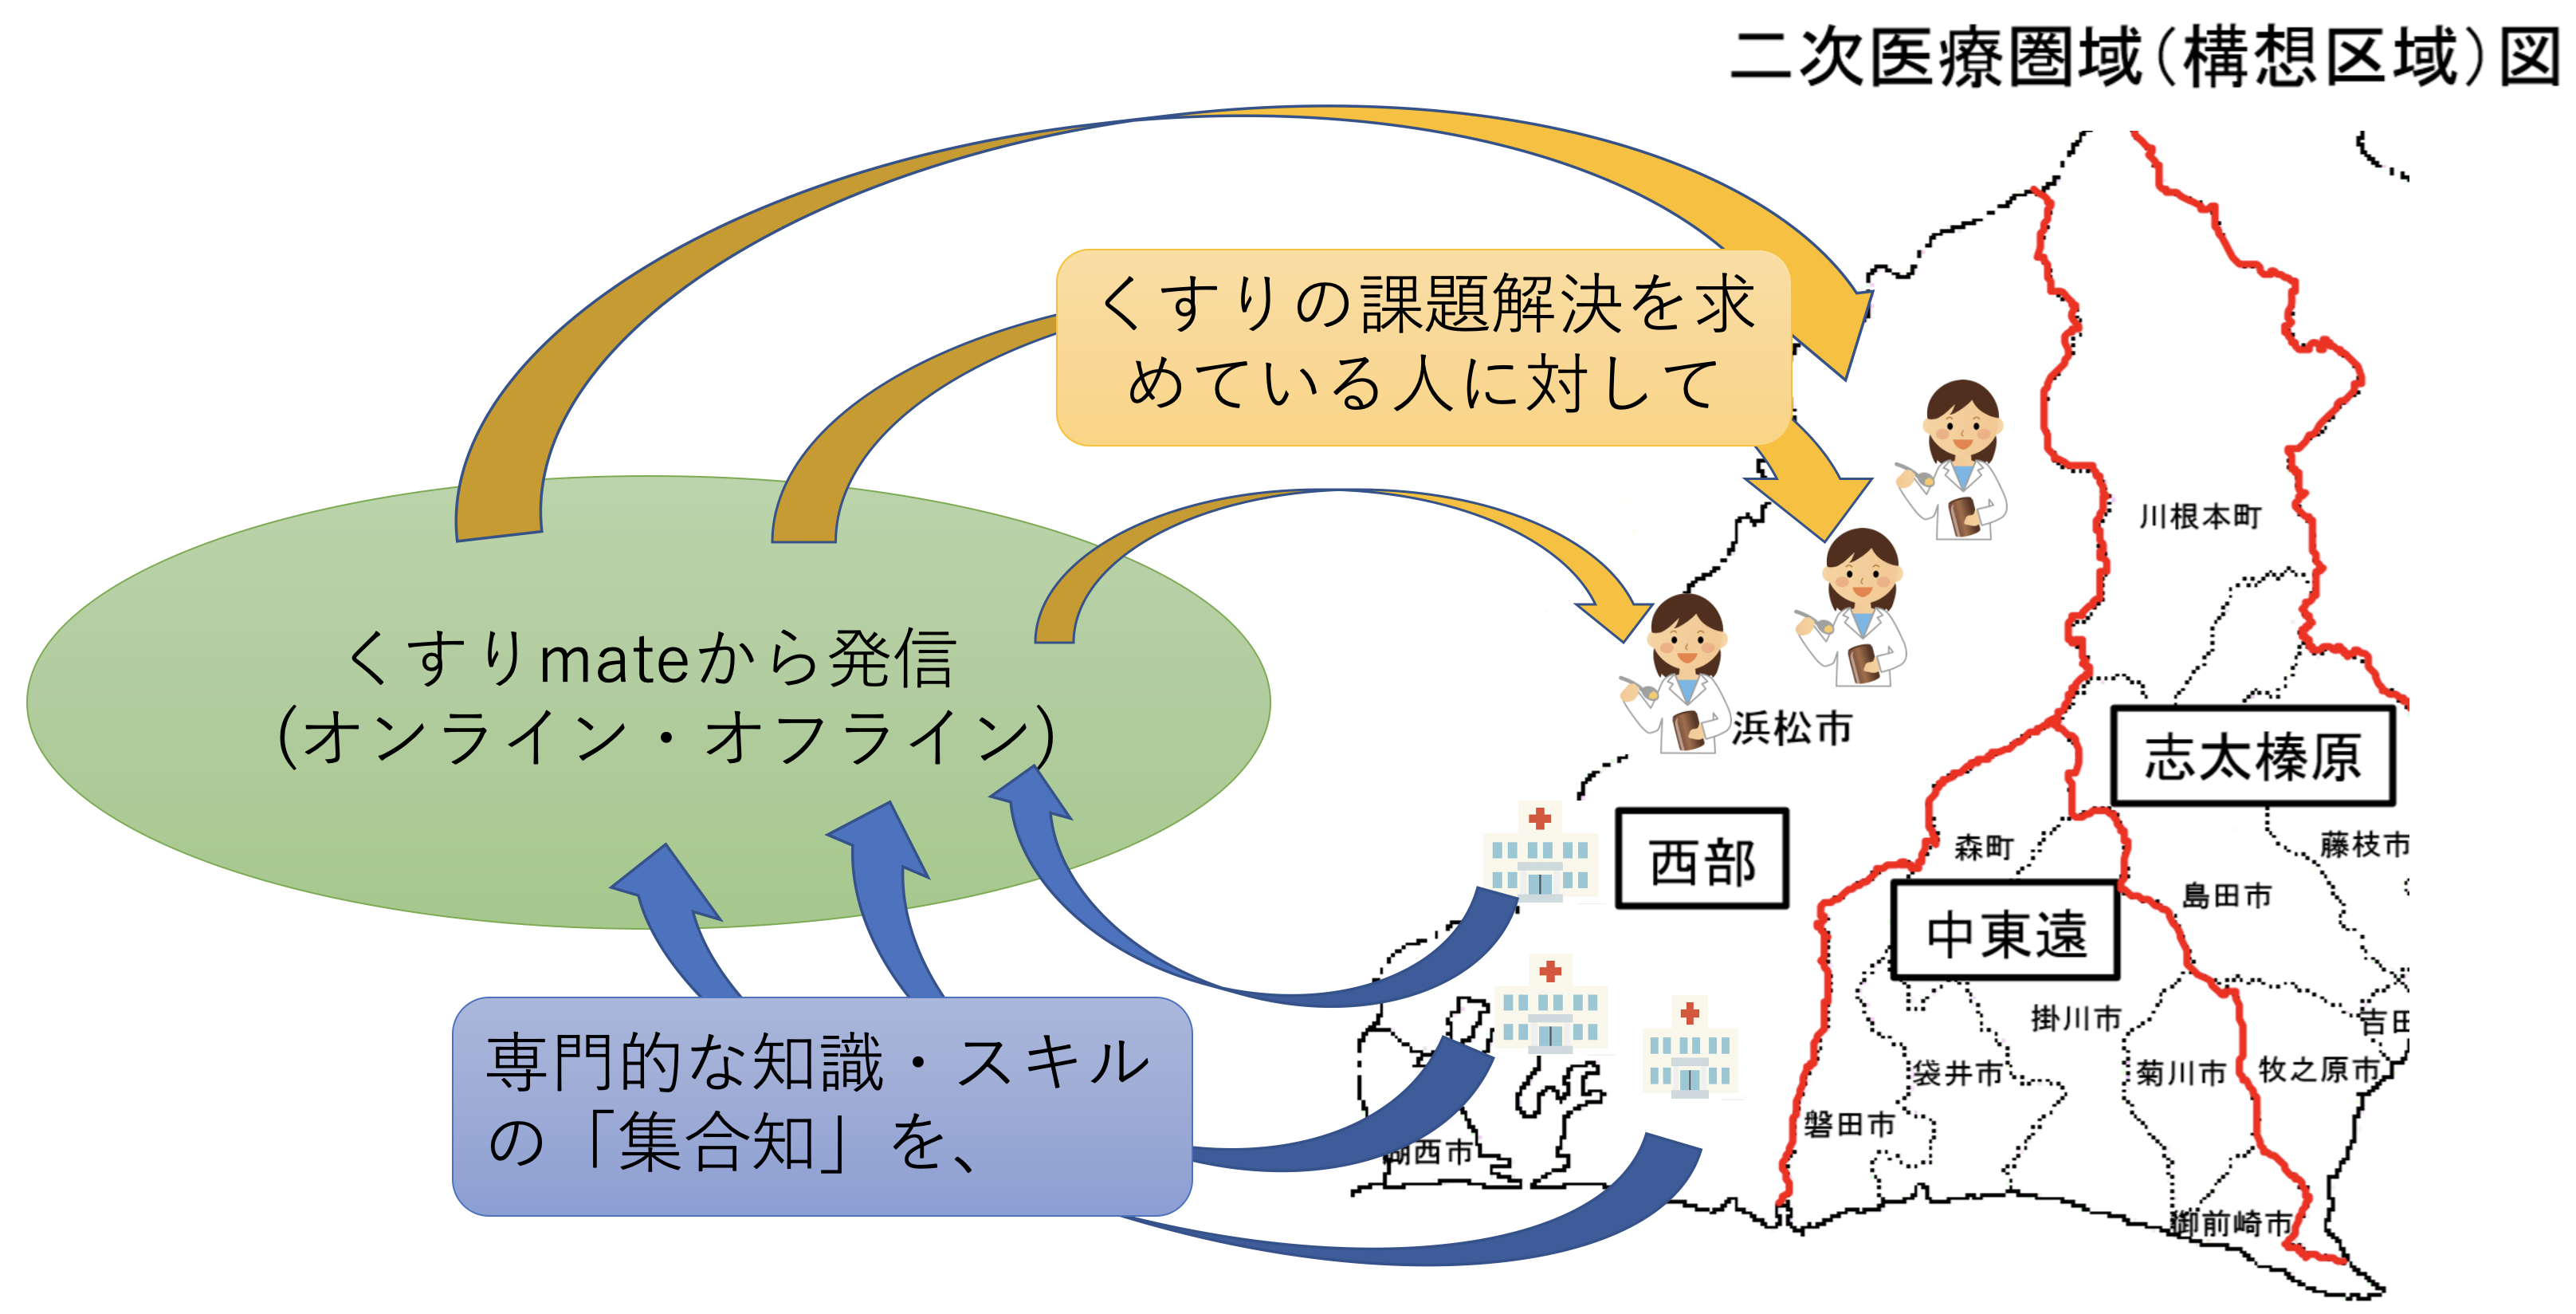 二次医療圏域（構想区域）図
くすりの課題解決を求
めている人に対して
くすりmateから発信
(オンライン・オフライン)
専門的な知識・スキル
の「集合知」を、
川根本町
浜松市
志太榛原
西部
森町
藤枝市
島田市
中東遠
掛川市
吉田
袋井市
菊川市
牧之原市
磐田市
湖西市
御前崎市